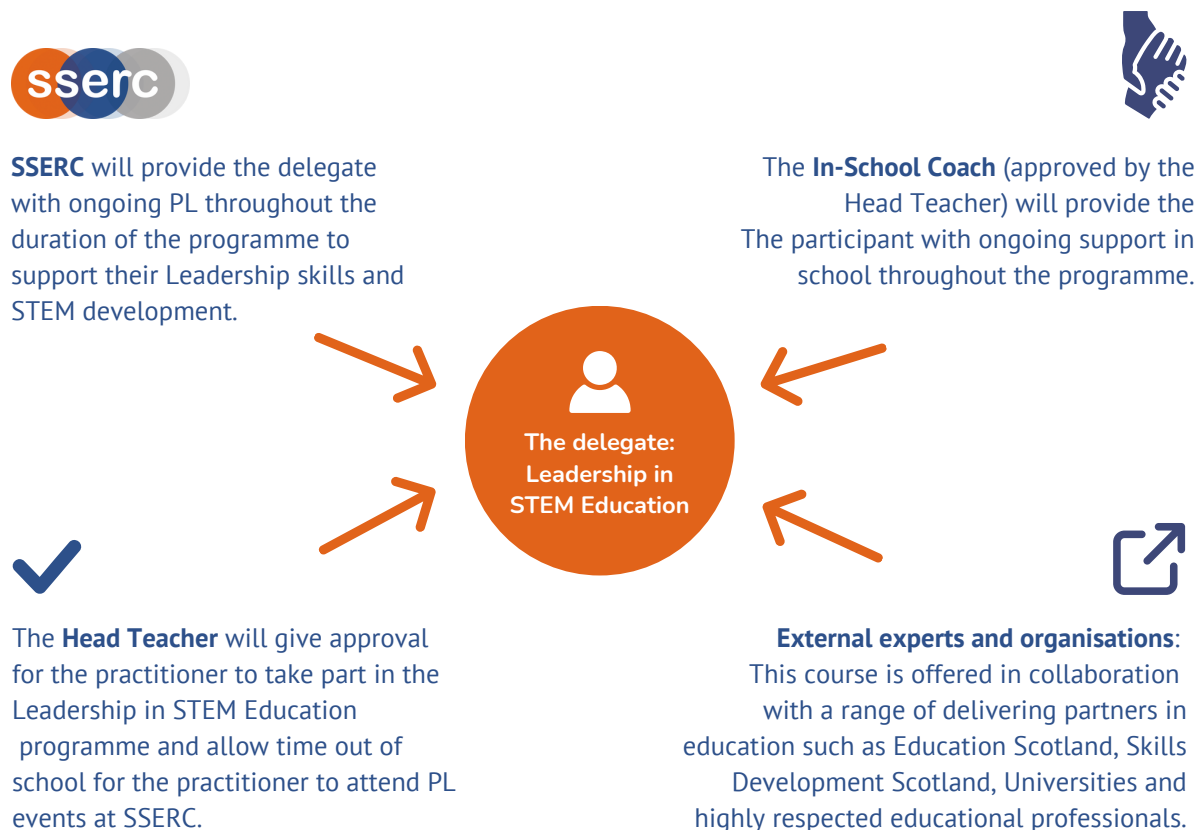 sserc
SSERC will provide the delegate
with ongoing PL throughout the
duration of the programme to
support their Leadership skills and
STEM development.
The In-School Coach (approved by the
Head Teacher) will provide the
The participant with ongoing support in
school throughout the programme.
The delegate:
Leadership in
STEM Education
The Head Teacher will give approval
for the practitioner to take part in the
Leadership in STEM Education
programme and allow time out of
school for the practitioner to attend PL
events at SSERC.
External experts and organisations:
This course is offered in collaboration
with a range of delivering partners in
education such as Education Scotland, Skills
Development Scotland, Universities and
highly respected educational professionals.